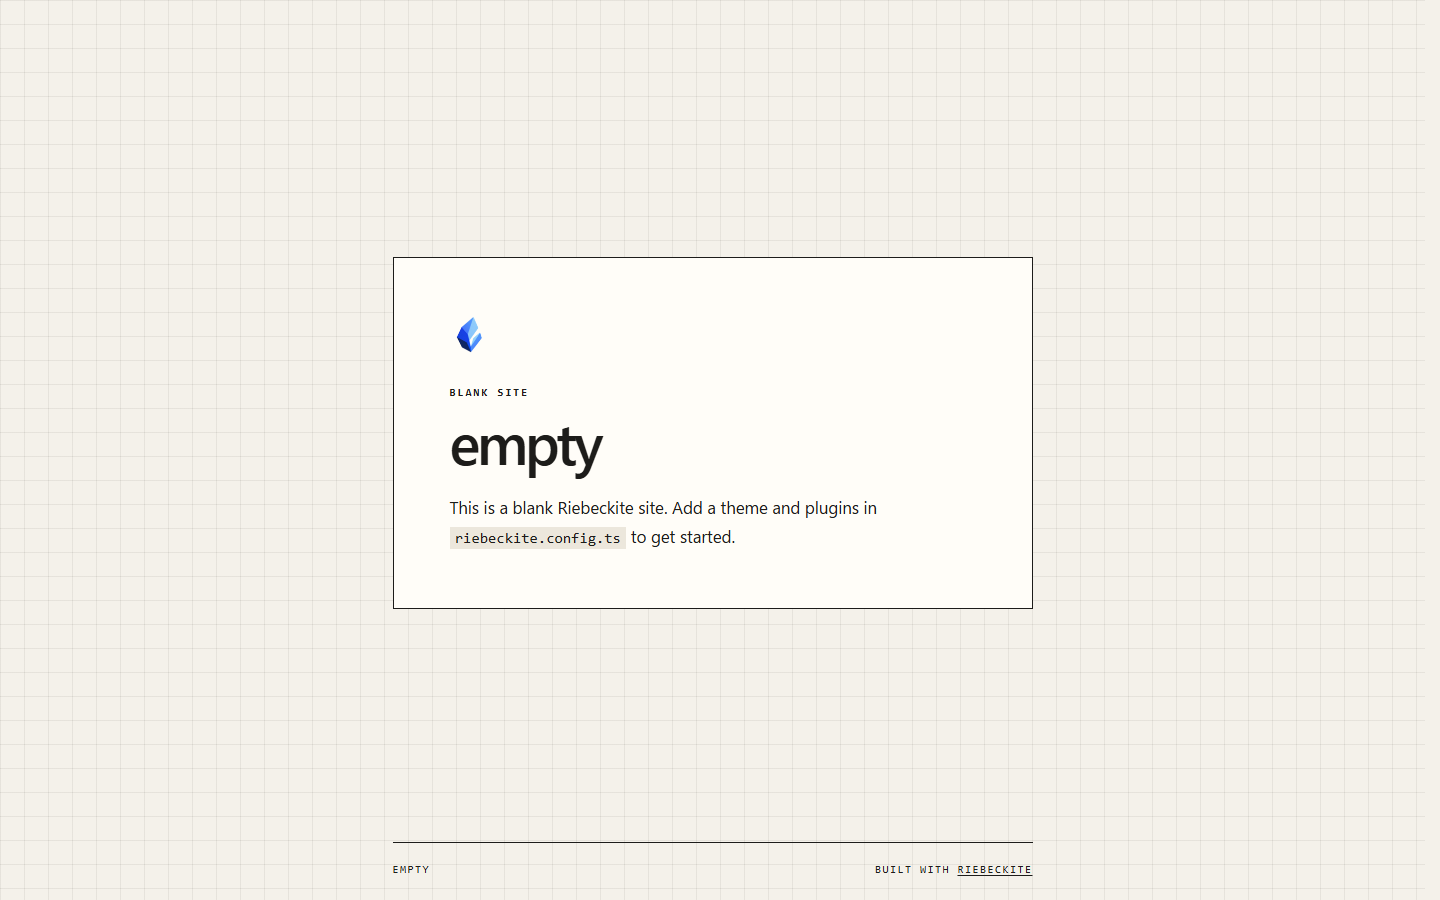 BLANK SITE
empty
This is a blank Riebeckite site. Add a theme and plugins in
riebeckite.config.ts to get started.
EMPTY
BUILT WITH RIEBECKITE